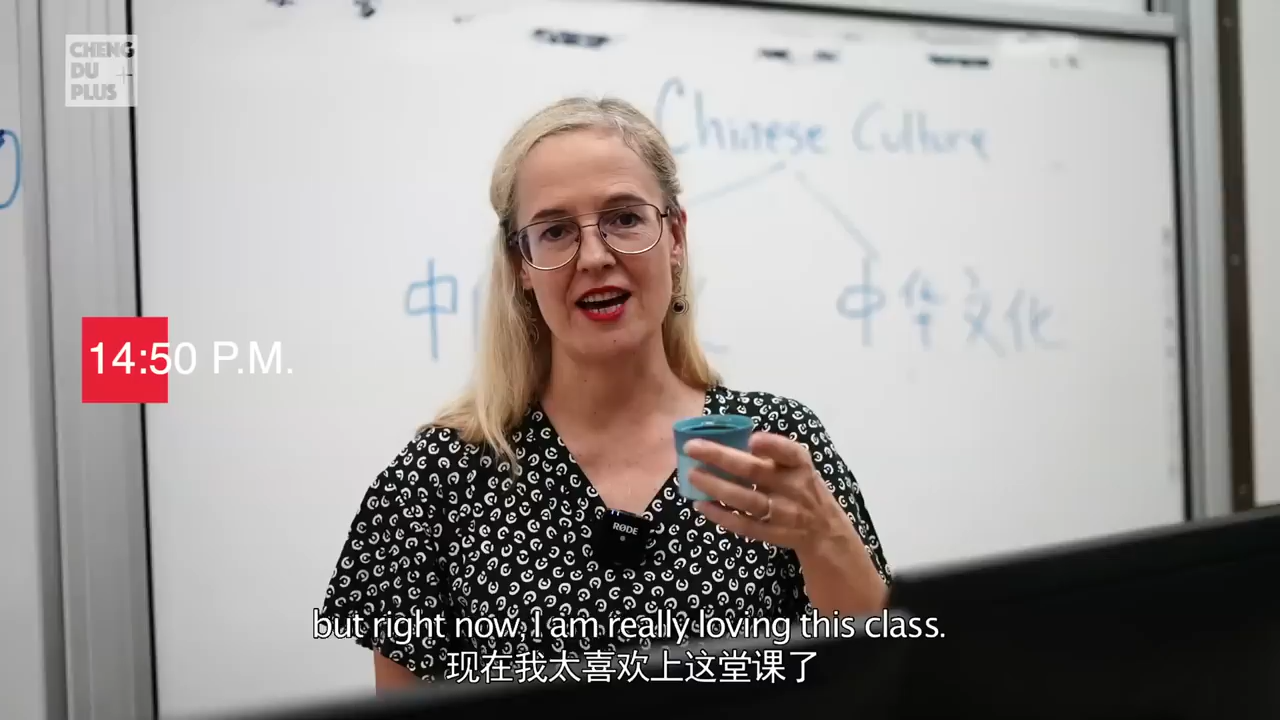 CHENG
DU
PLUS
Chinese Culture
中
中华文化
14:50 P.M.
RØDE
but right now, I am really loving this class.
现在我太喜欢上这堂课了